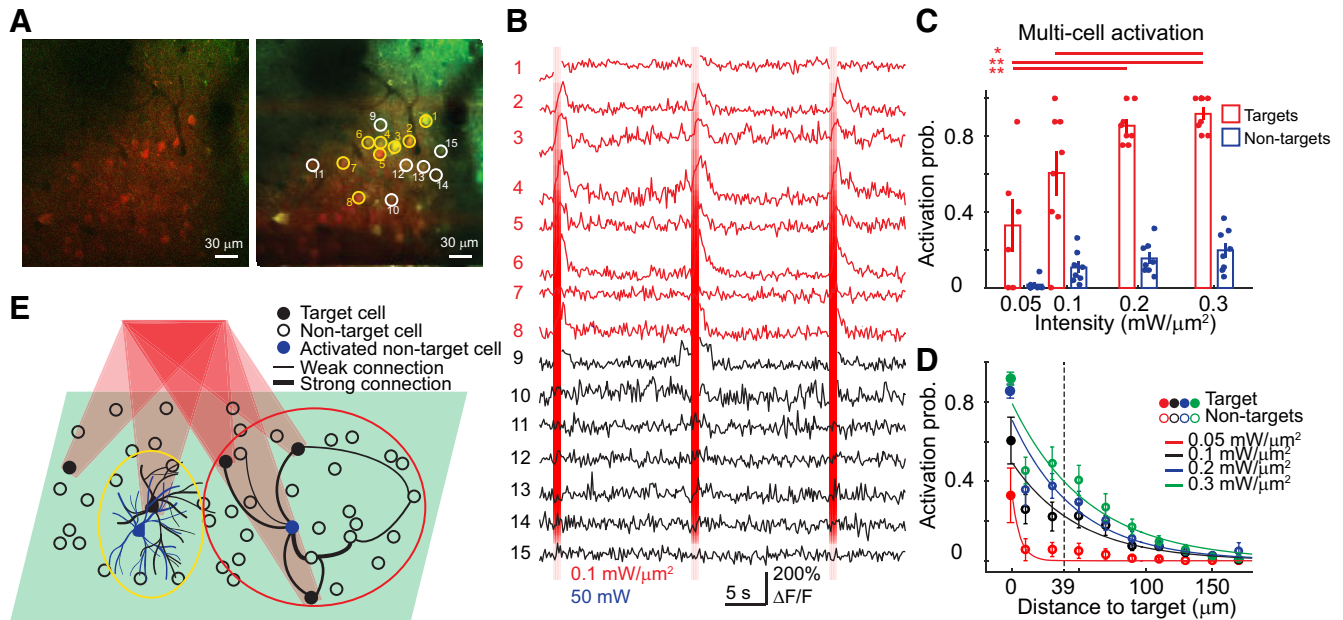 A
30 μm
9
1
6
4
3
2
5
15
7
11
12
13
14
8
10
30 μm
B
1
2
3
4
5
6
7
8
9
10
11
12
13
14
15
0.1 mW/μm²
50 mW
5 s
200%
ΔF/F
C
Multi-cell activation
*
**
**
Targets
Non-targets
Activation prob.
0.8
0.4
0
0.05
0.1
0.2
0.3
Intensity (mW/μm²)
D
Activation prob.
0.8
0.4
0
Target
Non-targets
0.05 mW/μm²
0.1 mW/μm²
0.2 mW/μm²
0.3 mW/μm²
0
39
100
150
Distance to target (μm)
E
Target cell
Non-target cell
Activated non-target cell
Weak connection
Strong connection